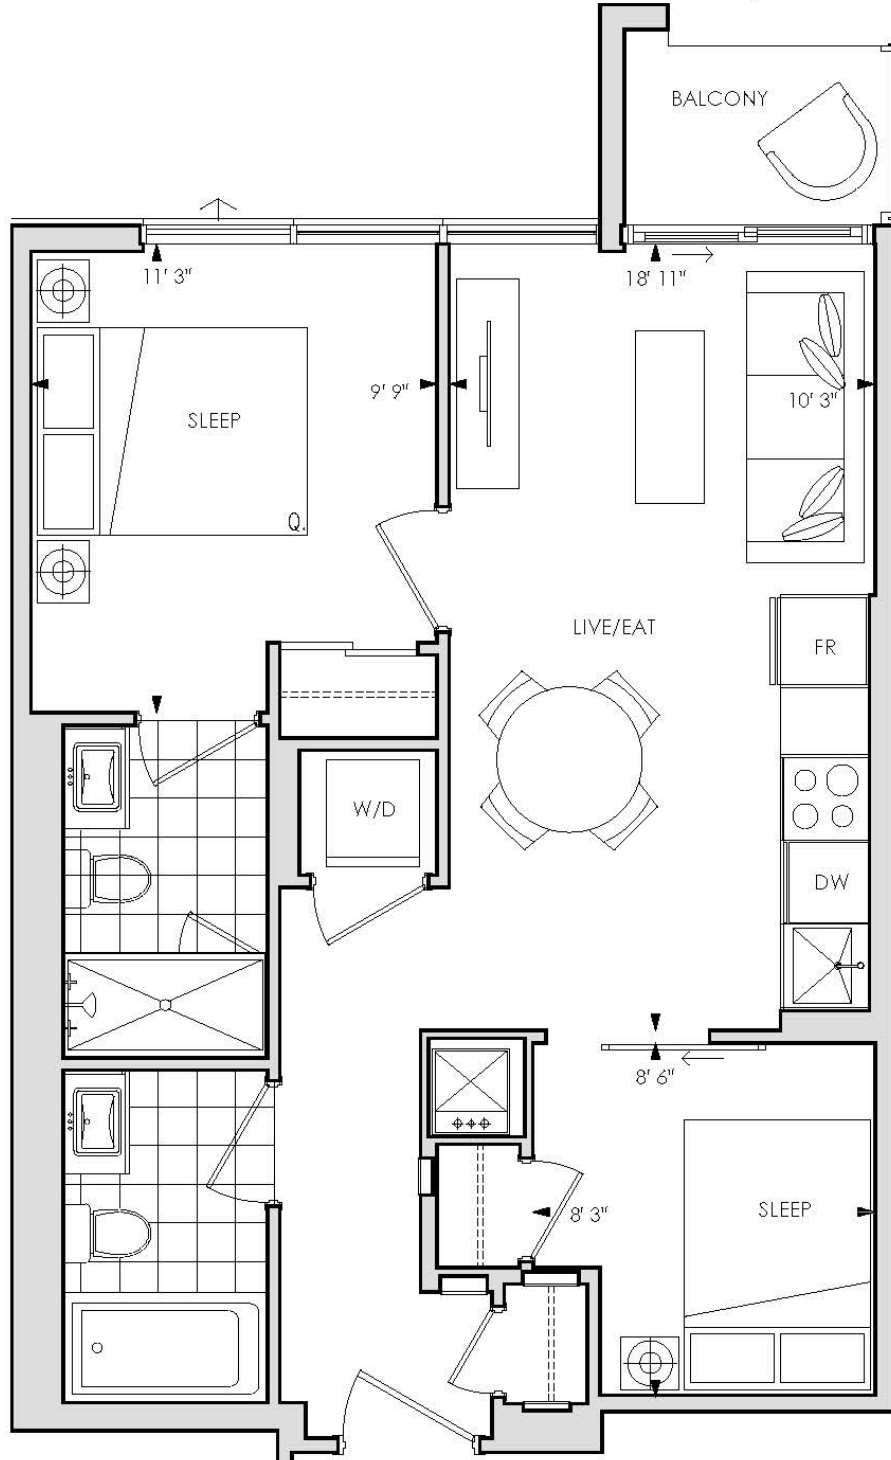 BALCONY
11' 3"
18' 11"
9' 9"
10' 3"
SLEEP
Q.
LIVE/EAT
FR
W/D
DW
8' 6"
8' 3"
SLEEP